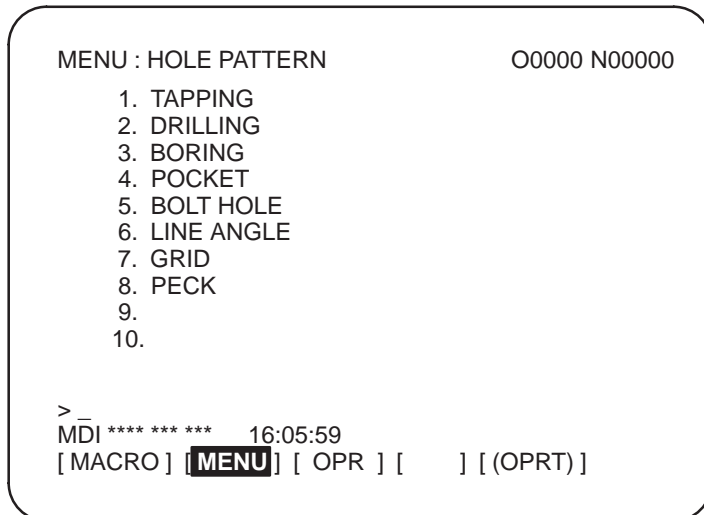 MENU : HOLE PATTERN O0000 N00000
1. TAPPING
2. DRILLING
3. BORING
4. POCKET
5. BOLT HOLE
6. LINE ANGLE
7. GRID
8. PECK
9.
10.
> _
MDI **** *** *** 16:05:59
[ MACRO ] [ MENU ] [ OPR ] [ ] [ (OPRT) ]